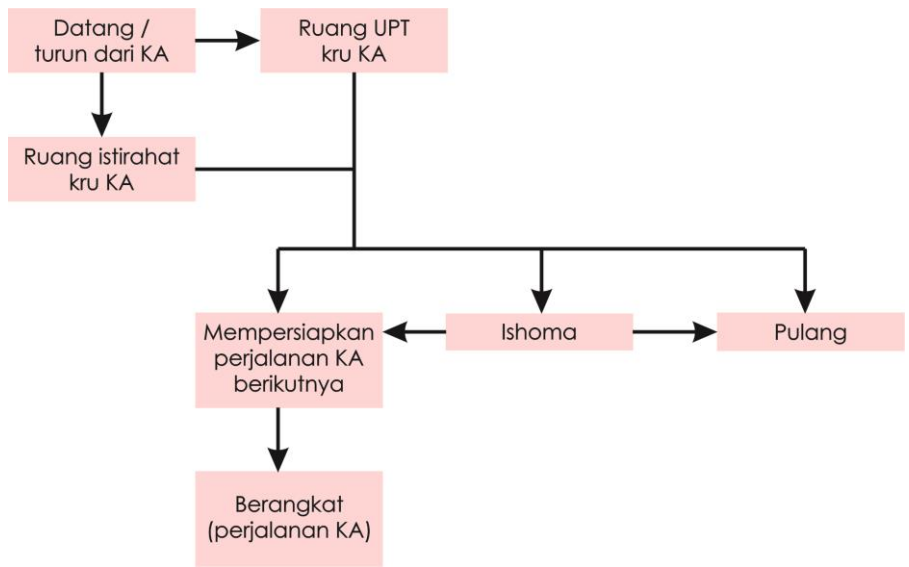 Datang /
turun dari KA
Ruang UPT
kru KA
Ruang istirahat
kru KA
Mempersiapkan
perjalanan KA
berikutnya
Ishoma
Pulang
Berangkat
(perjalanan KA)